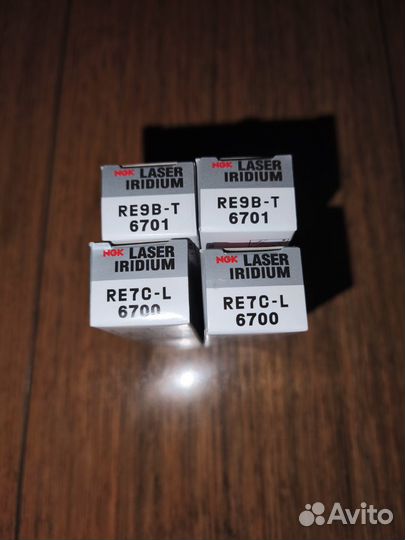 NGK LASER IRIDIUM
RE9B-T
6701
NGK LASER IRIDIUM
RE9B-T
6701
NGK LASER IRIDIUM
RE7C-L
6700
NGK LASER IRIDIUM
RE7C-L
6700
Avito